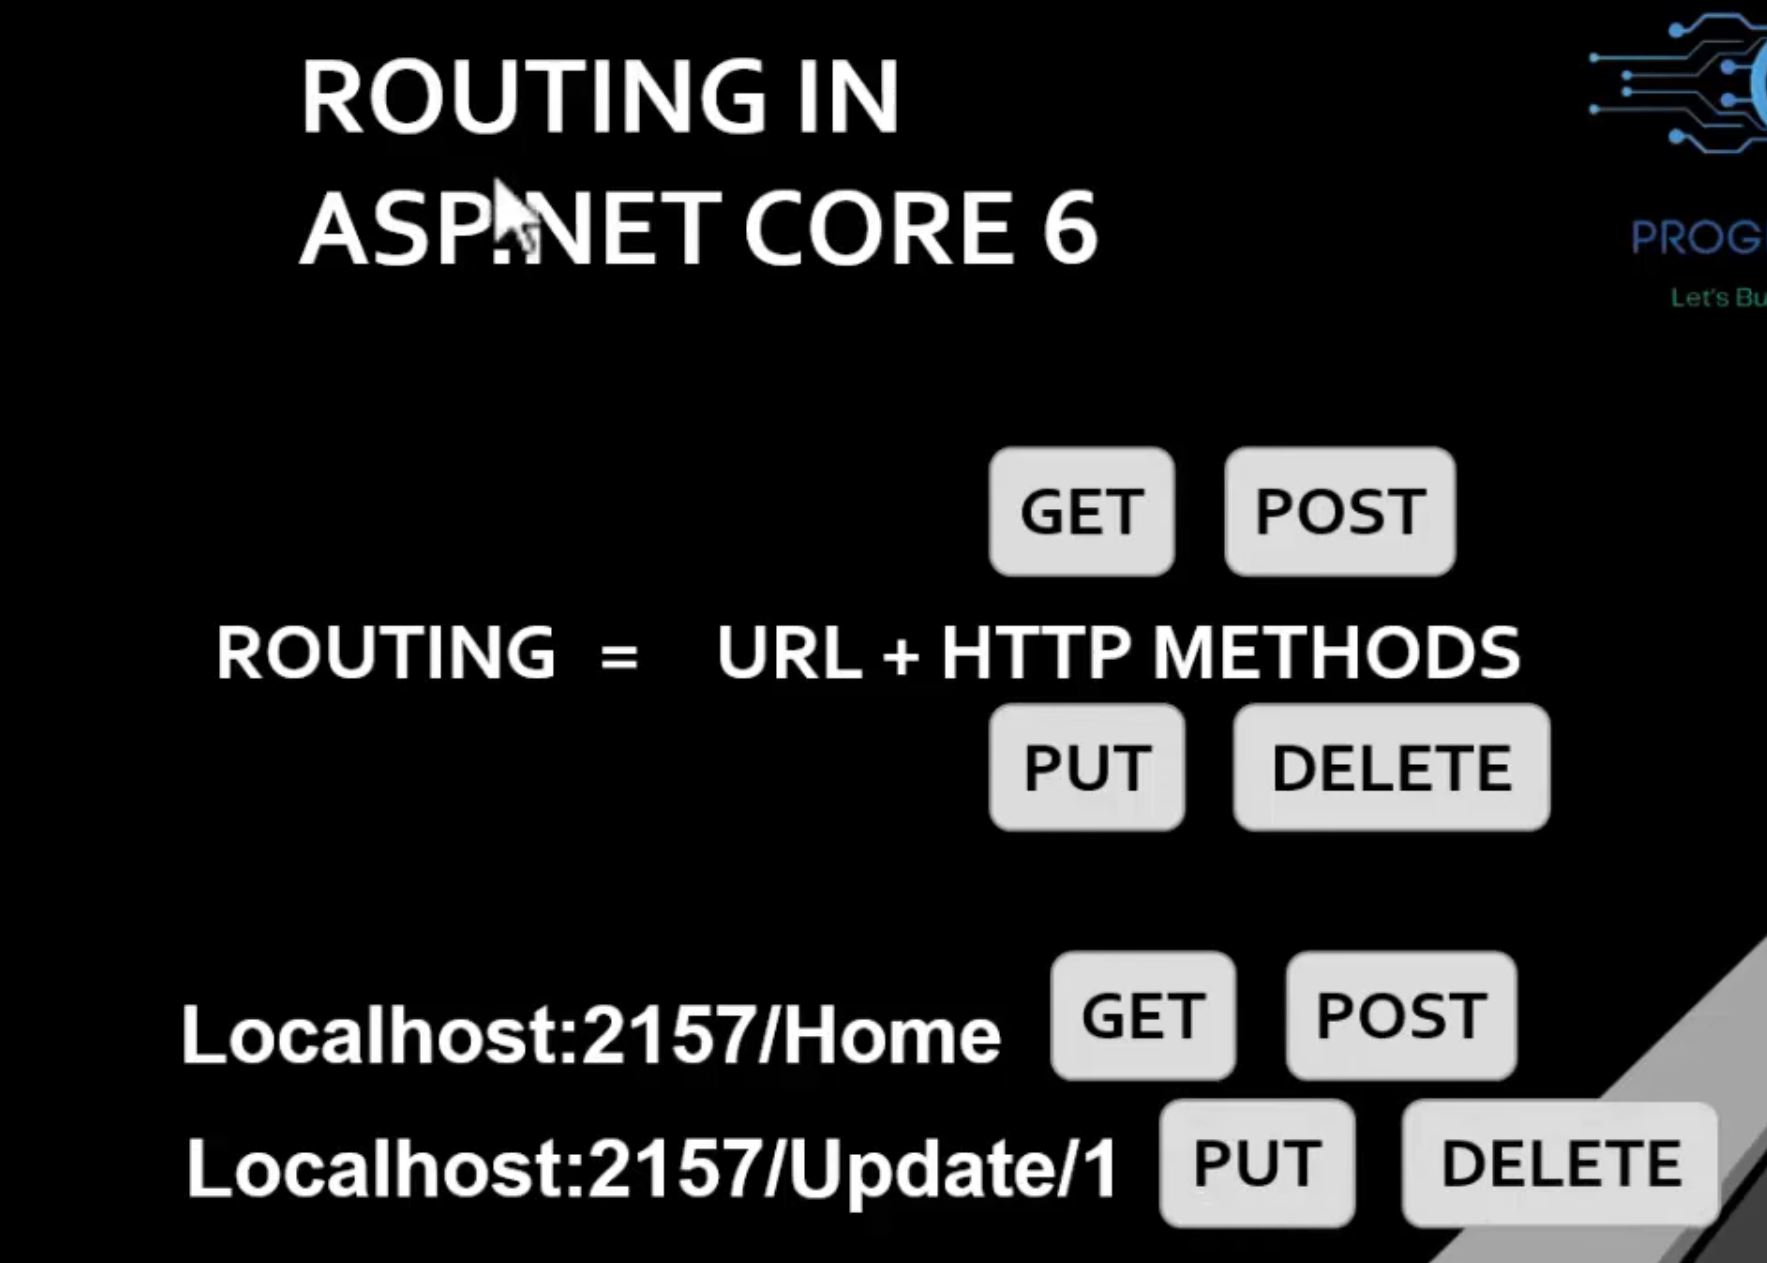 ROUTING IN
ASP.NET CORE 6
PROG
Let's Bu
GET POST
ROUTING = URL + HTTP METHODS
PUT DELETE
Localhost:2157/Home GET POST
Localhost:2157/Update/1 PUT DELETE